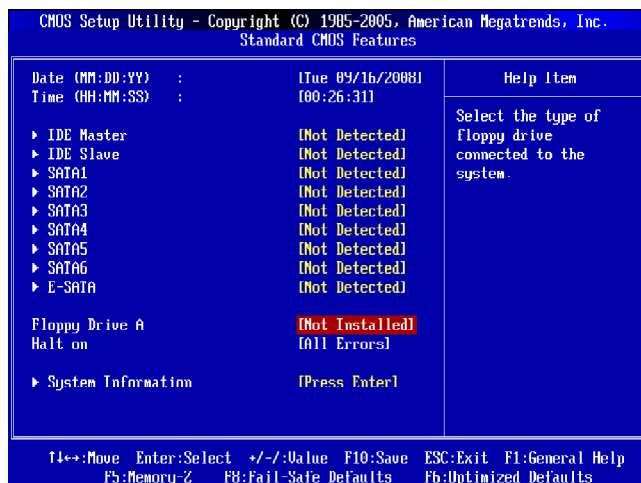 CMOS Setup Utility - Copyright (C) 1985-2005, American Megatrends, Inc.
Standard CMOS Features
Date (MM:DD:YY) : [Tue 09/16/2008]
Time (HH:MM:SS) : [00:26:31]
▶ IDE Master [Not Detected]
▶ IDE Slave [Not Detected]
▶ SATA1 [Not Detected]
▶ SATA2 [Not Detected]
▶ SATA3 [Not Detected]
▶ SATA4 [Not Detected]
▶ SATA5 [Not Detected]
▶ SATA6 [Not Detected]
▶ E-SATA [Not Detected]
Floppy Drive A [Not Installed]
Halt on [All Errors]
▶ System Information [Press Enter]
Help Item
Select the type of
floppy drive
connected to the
system.
↑↓←→:Move Enter:Select +/-/:Value F10:Save ESC:Exit F1:General Help
F5:Memory-Z F8:Fail-Safe Defaults F6:Optimized Defaults